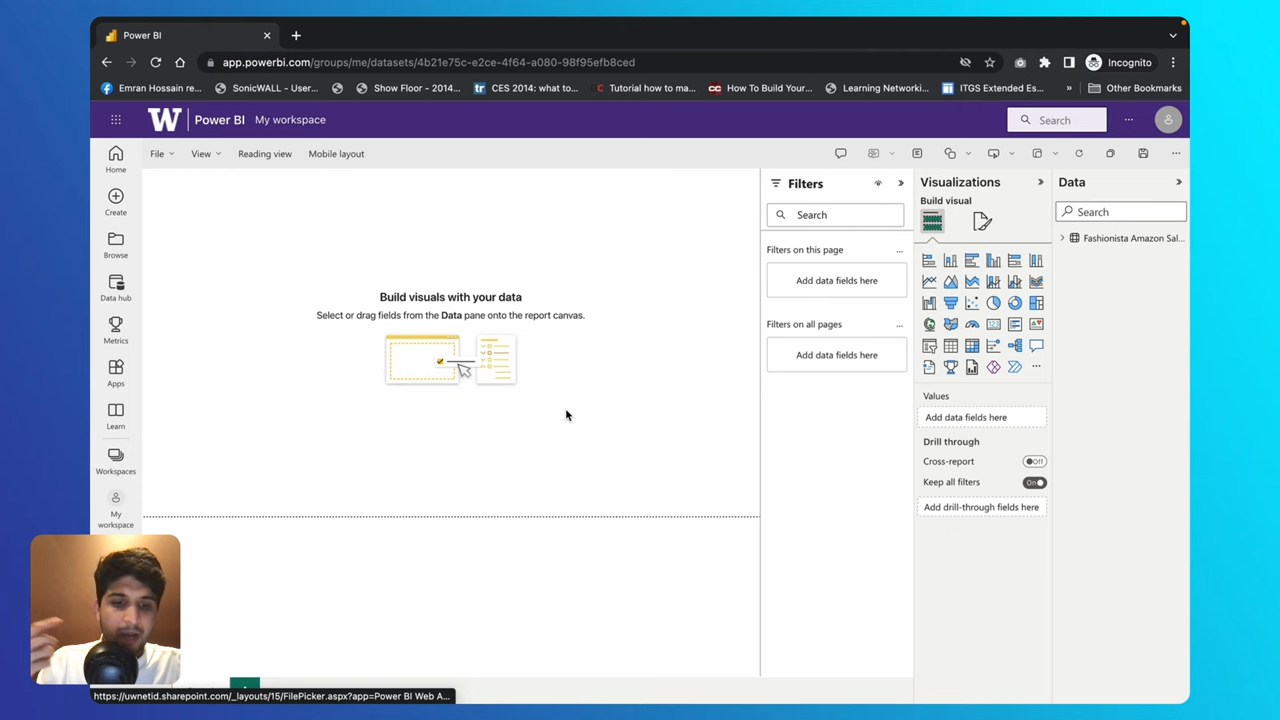 Power BI
app.powerbi.com/groups/me/datasets/4b21e75c-e2ce-4f64-a080-98f95efb8ced
Incognito
Emran Hossain re...
SonicWALL - User...
Show Floor - 2014...
tr
CES 2014: what to...
C
Tutorial how to ma...
CC
How To Build Your...
Learning Networki...
ITGS Extended Es...
»
Other Bookmarks
W
Power BI
My workspace
Search
File
View
Reading view
Mobile layout
Home
Create
Browse
Data hub
Metrics
Apps
Learn
Workspaces
My
workspace
Build visuals with your data
Select or drag fields from the Data pane onto the report canvas.
Filters
Search
Filters on this page
...
Add data fields here
Filters on all pages
...
Add data fields here
Visualizations
Build visual
Values
Add data fields here
Drill through
Cross-report
Off
Keep all filters
On
Add drill-through fields here
Data
Search
Fashionista Amazon Sal...
https://uwnetid.sharepoint.com/_layouts/15/FilePicker.aspx?app=Power BI Web A...